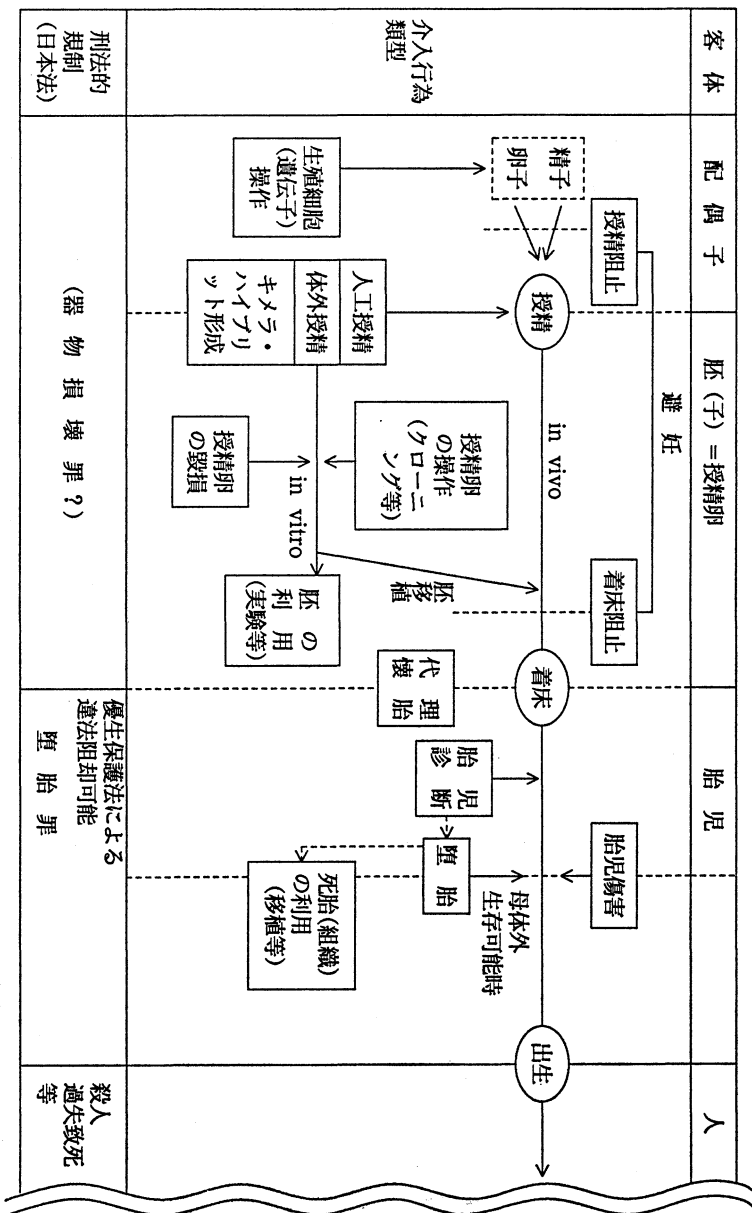 客体
配偶子
胚(子)=授精卵
胎児
人
介入行為
類型
授精阻止
避妊
着床阻止
胎児傷害
精子
卵子
授精
in vivo
着床
出生
母体外
生存可能時
生殖細胞
(遺伝子)
操作
人工授精
体外授精
キメラ・
ハイブリ
ット形成
授精卵
の操作
(クローニ
ング等)
授精卵
の毀損
in vitro
胚移
植
胚の
利用
(実験等)
代理
懐胎
胎児
診断
堕胎
死胎(組織)
の利用
(移植等)
刑法的
規制
(日本法)
(器物損壊罪?)
優生保護法による
違法阻却可能
堕胎罪
殺人
過失致死
等